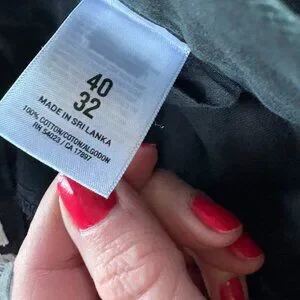 40
32
MADE IN SRI LANKA
100% COTTON/COTON/ALGODON
RN 54023 / CA 17897